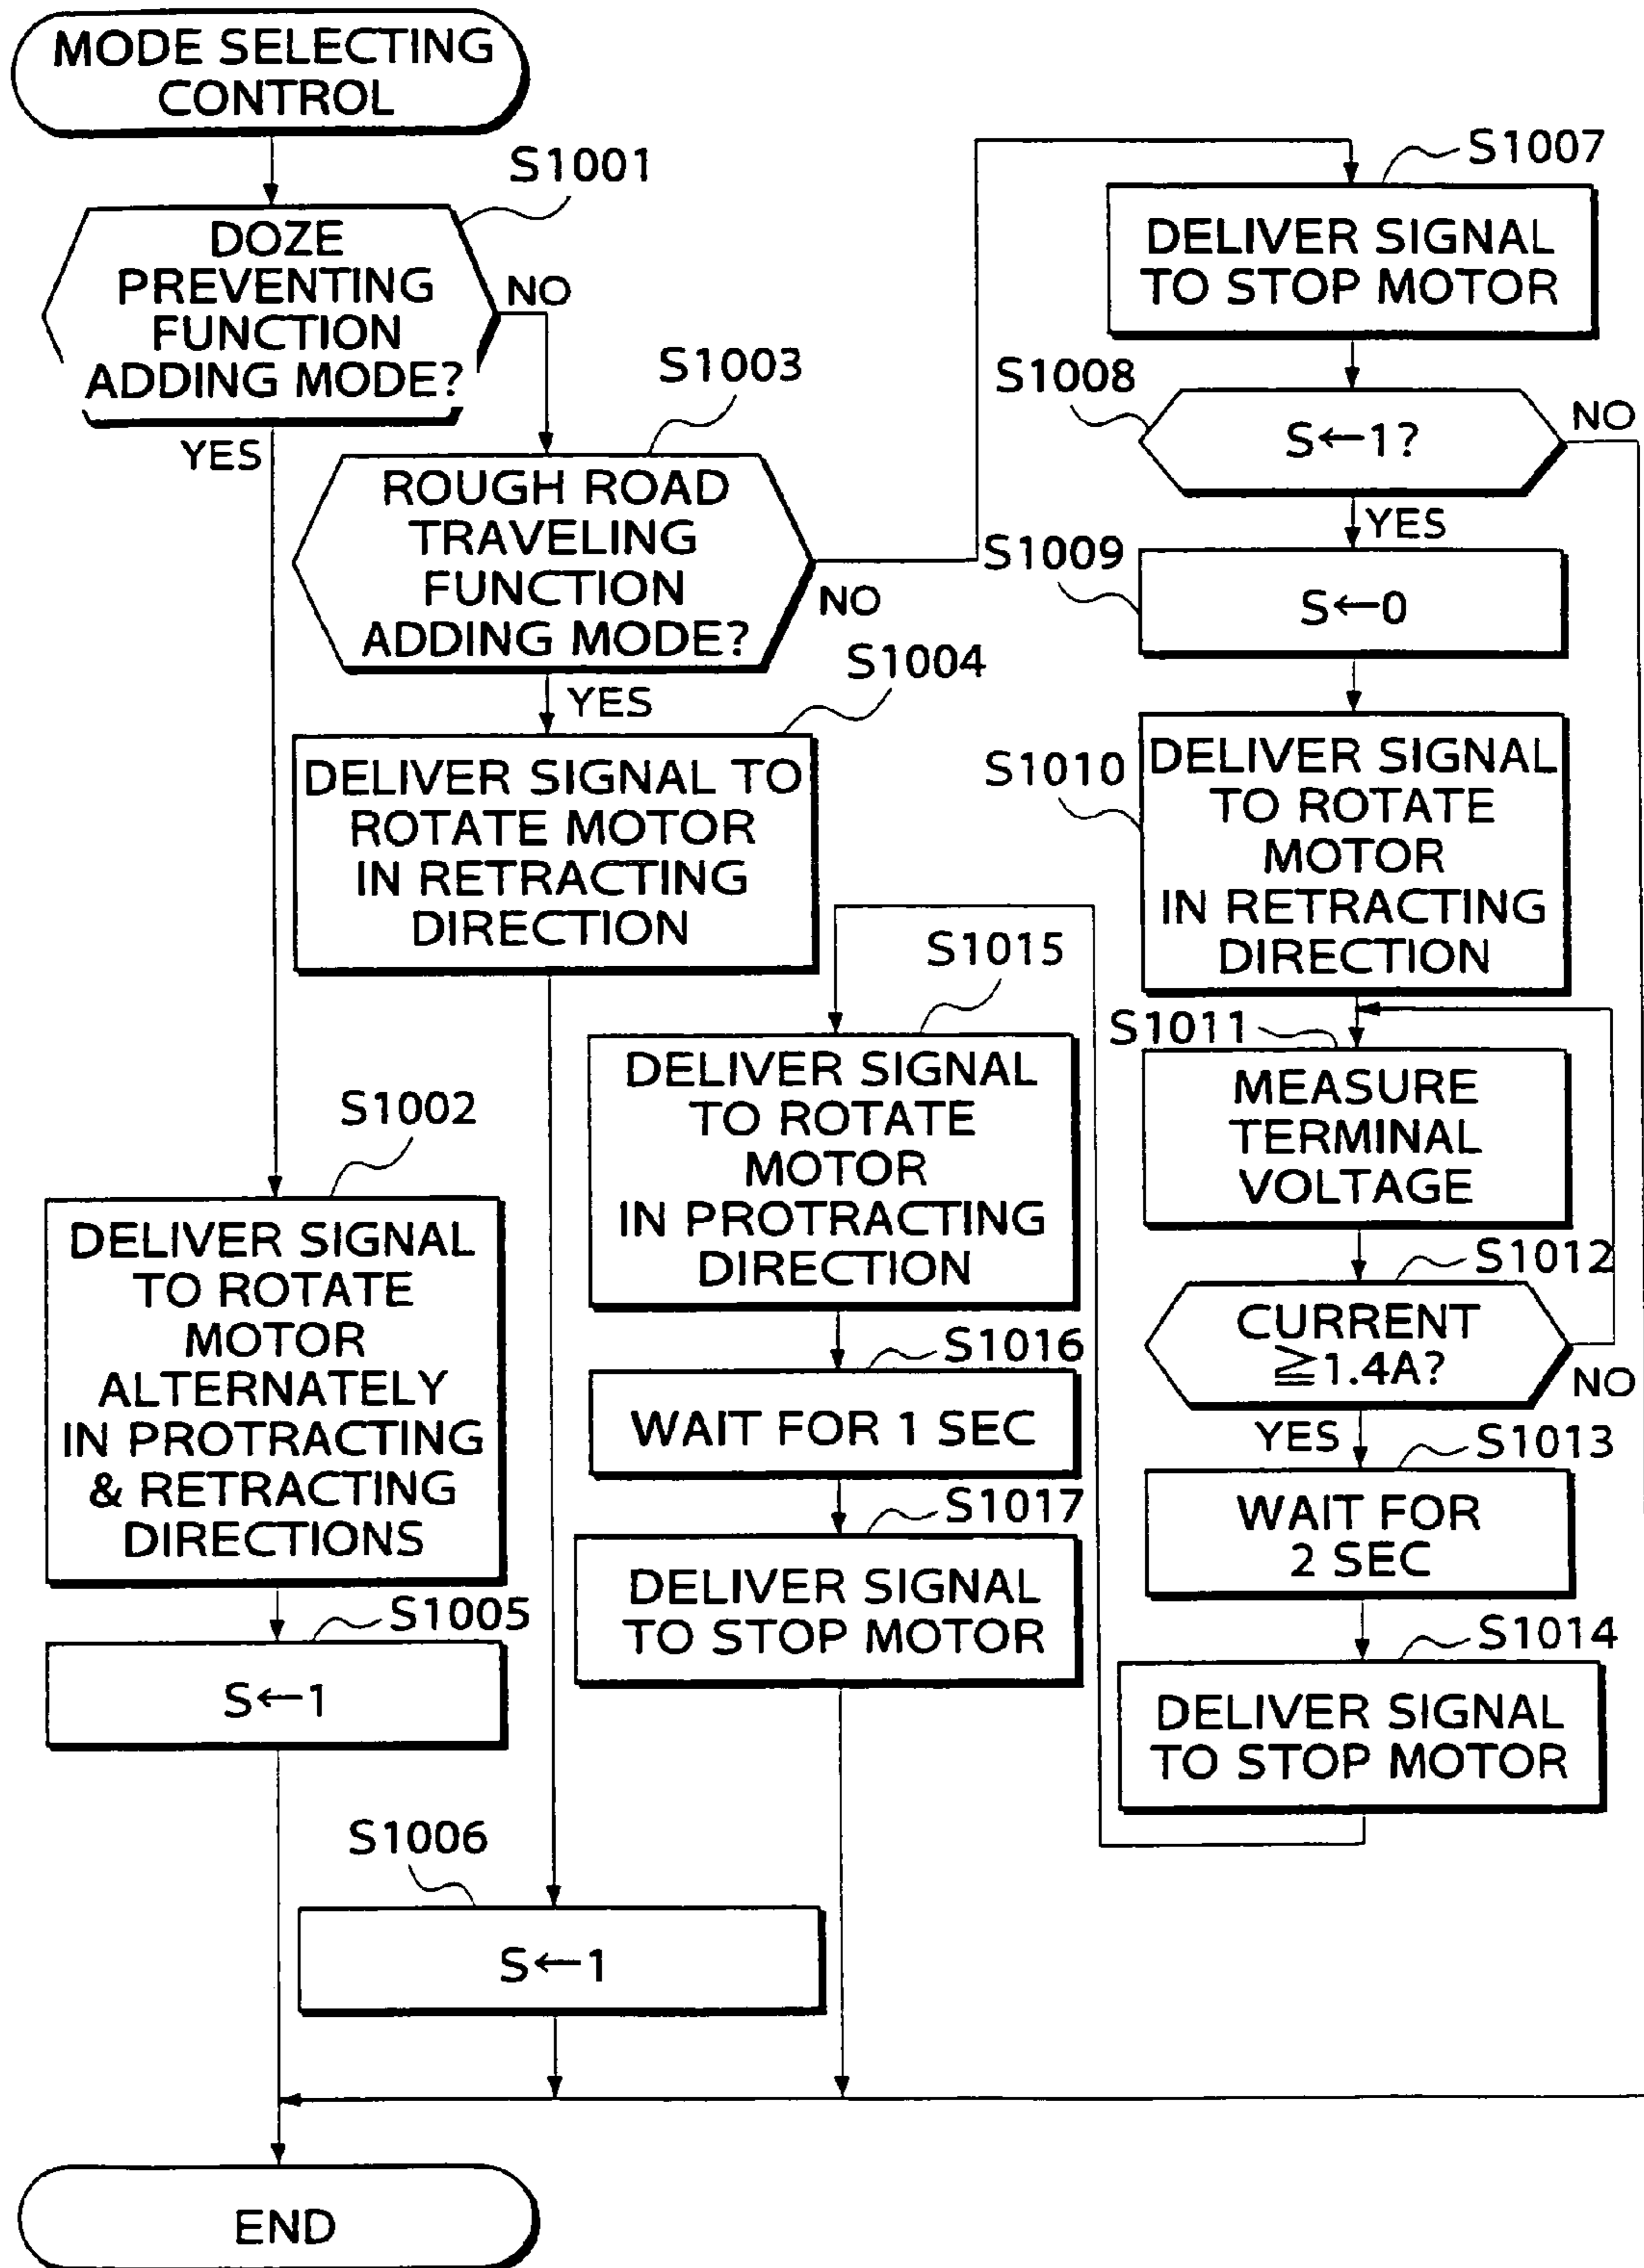 MODE SELECTING
CONTROL
S1001
DOZE
PREVENTING
FUNCTION
ADDING MODE?
NO
YES
S1003
ROUGH ROAD
TRAVELING
FUNCTION
ADDING MODE?
NO
YES
S1004
DELIVER SIGNAL TO
ROTATE MOTOR
IN RETRACTING
DIRECTION
S1002
DELIVER SIGNAL
TO ROTATE
MOTOR
ALTERNATELY
IN PROTRACTING
& RETRACTING
DIRECTIONS
S1005
S←1
S1006
S←1
S1007
DELIVER SIGNAL
TO STOP MOTOR
S1008
S←1?
NO
YES
S1009
S←0
S1010
DELIVER SIGNAL
TO ROTATE
MOTOR
IN RETRACTING
DIRECTION
S1011
MEASURE
TERMINAL
VOLTAGE
S1012
CURRENT
≧1.4A?
NO
YES
S1013
WAIT FOR
2 SEC
S1014
DELIVER SIGNAL
TO STOP MOTOR
S1015
DELIVER SIGNAL
TO ROTATE
MOTOR
IN PROTRACTING
DIRECTION
S1016
WAIT FOR 1 SEC
S1017
DELIVER SIGNAL
TO STOP MOTOR
END